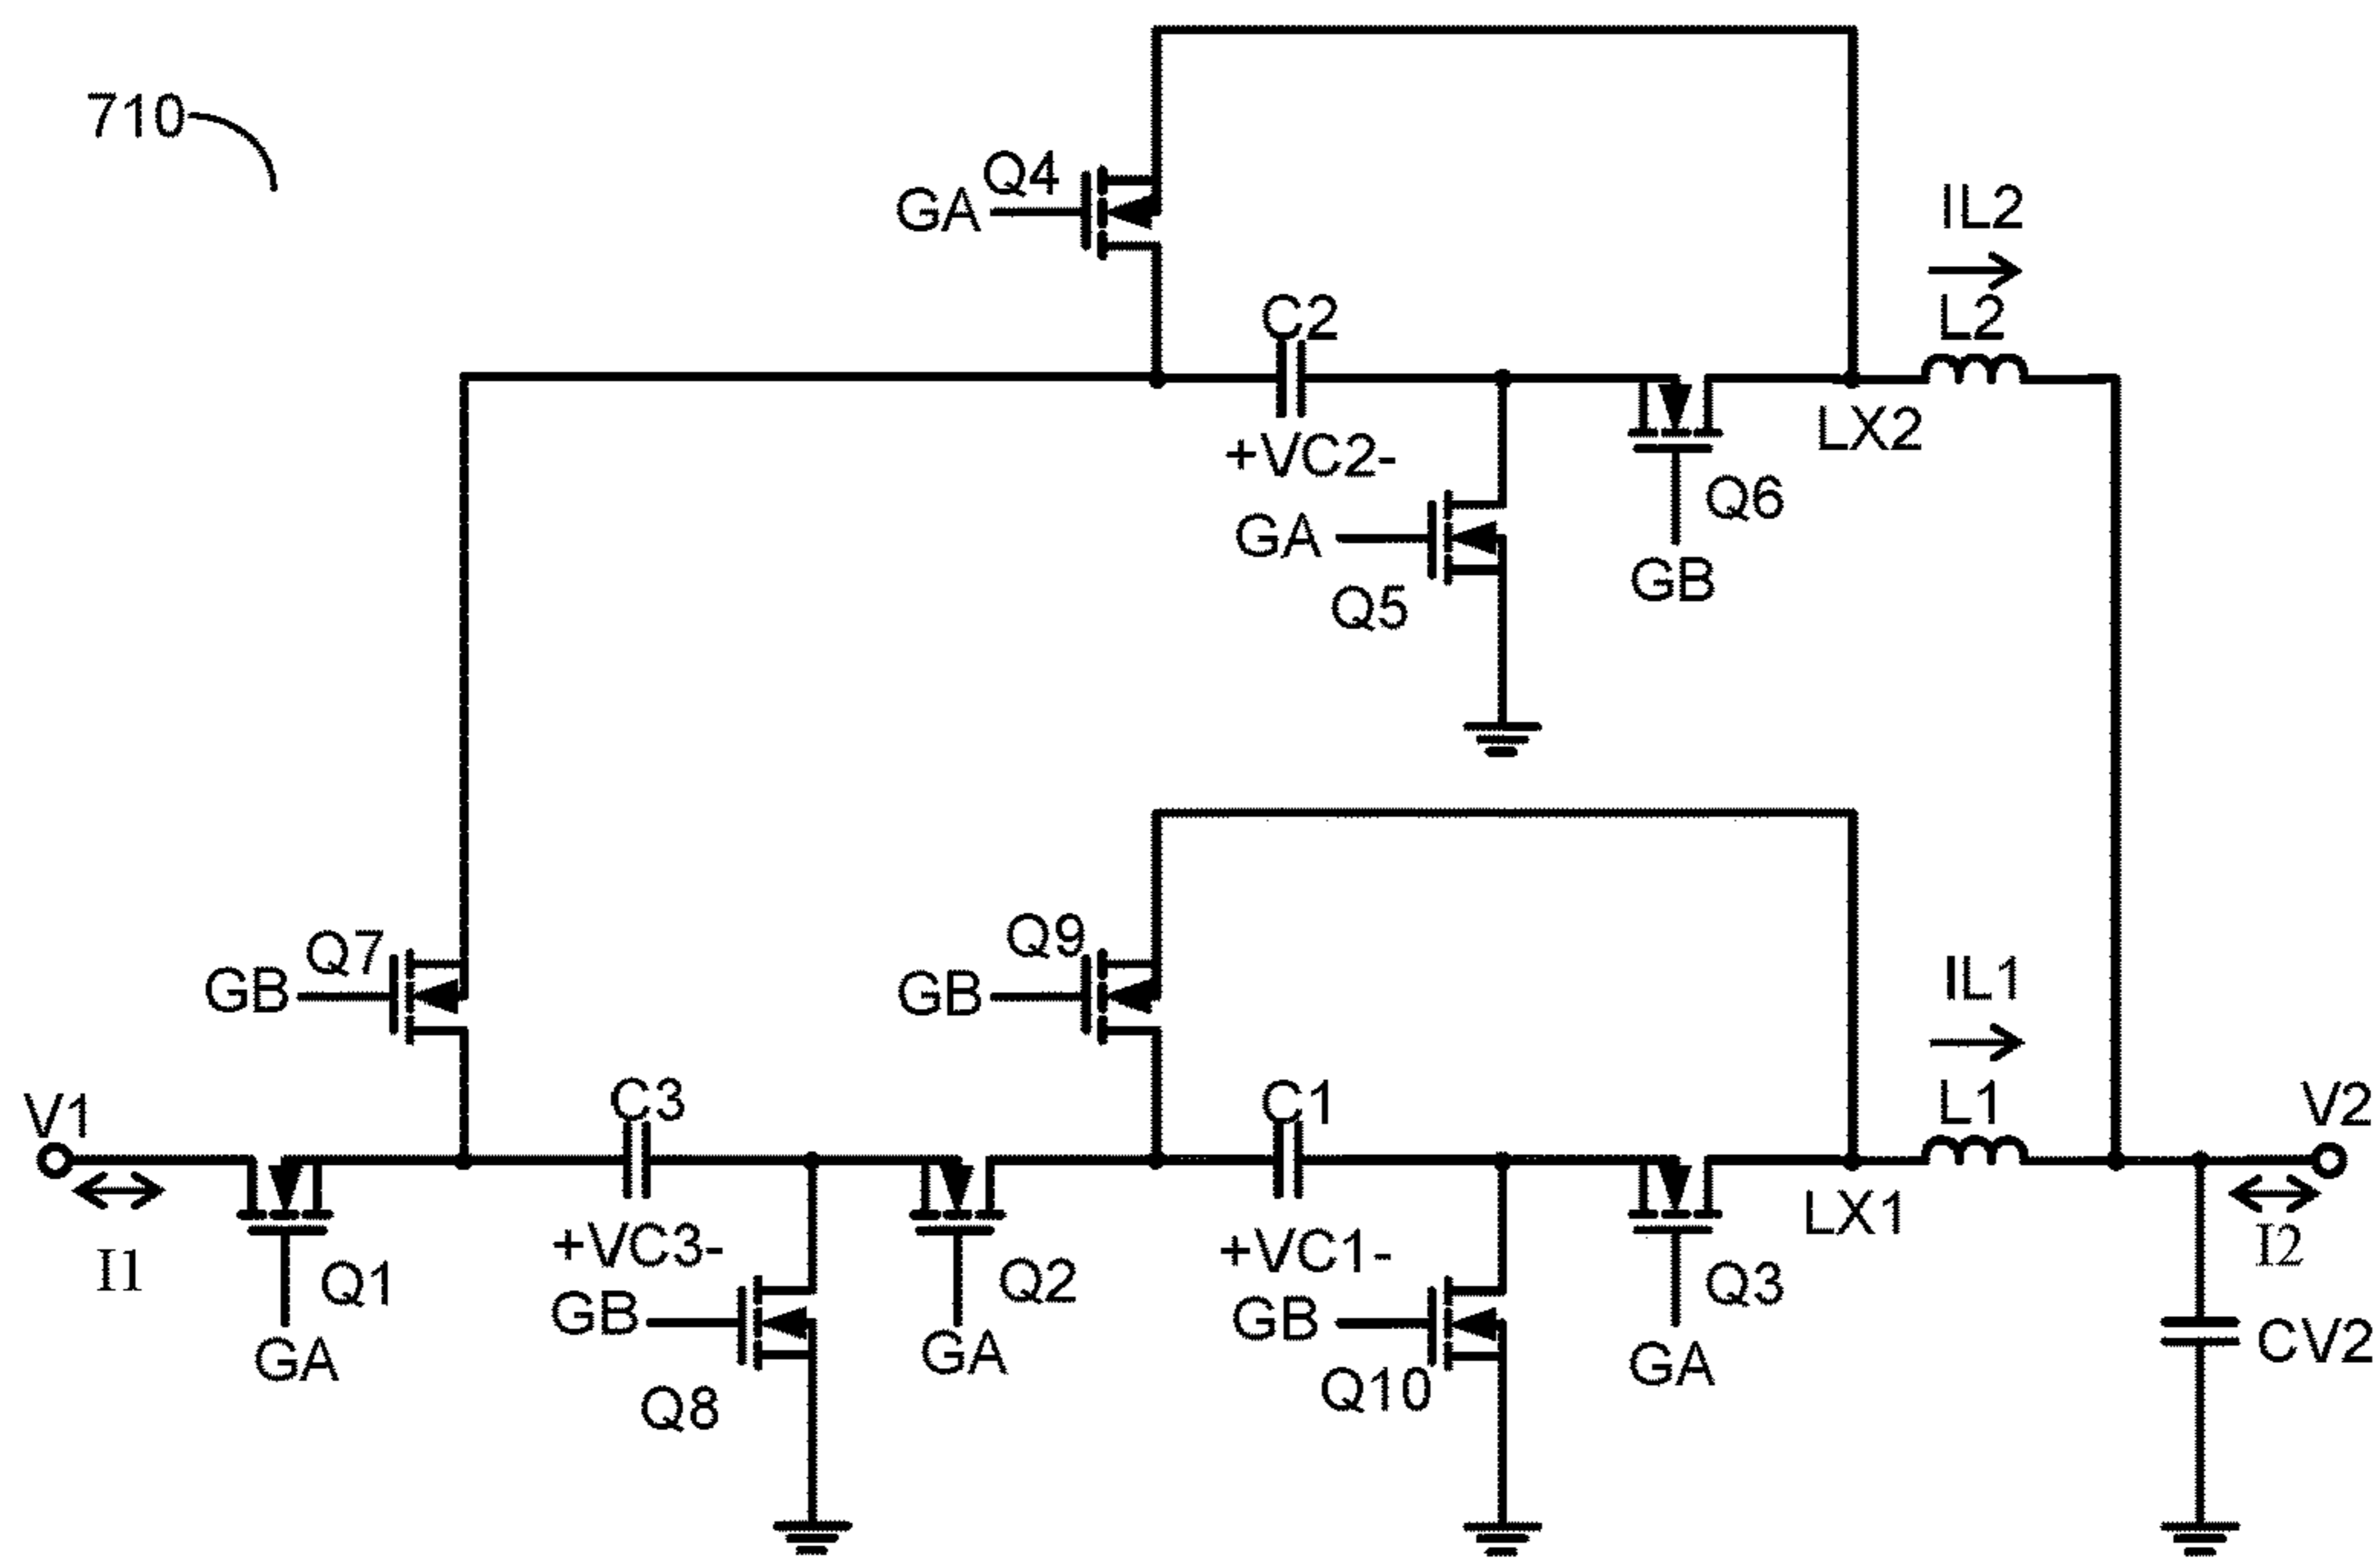 710
Q4
GA
IL2
L2
C2
+VC2-
LX2
Q6
GA
GB
Q5
Q7
GB
Q9
GB
IL1
L1
V1
C3
C1
V2
+VC3-
+VC1-
LX1
I1
Q1
Q2
Q3
I2
GB
GB
GA
GA
GA
CV2
Q8
Q10